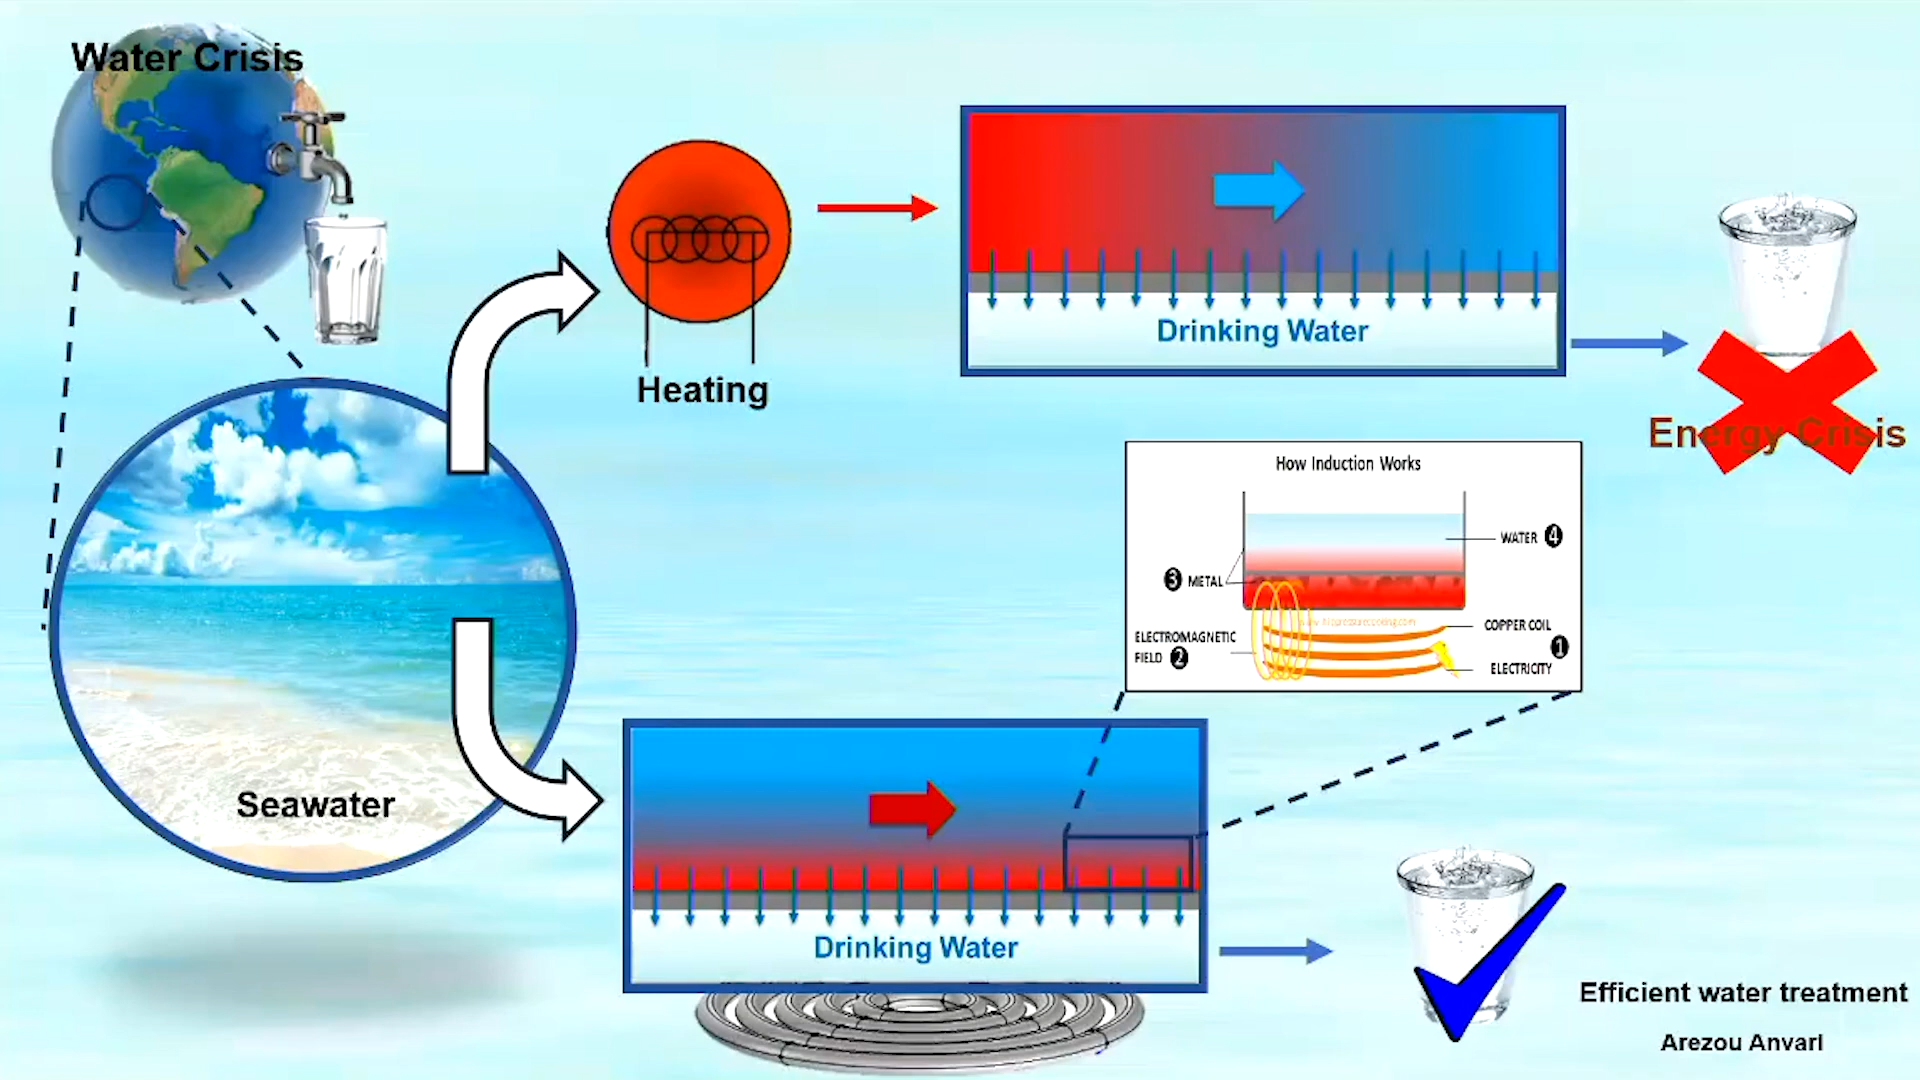 Water Crisis
Heating
Drinking Water
Energy Crisis
Seawater
How Induction Works
WATER 4
3 METAL
COPPER COIL
1
ELECTROMAGNETIC
FIELD 2
ELECTRICITY
Drinking Water
Efficient water treatment
Arezou Anvari